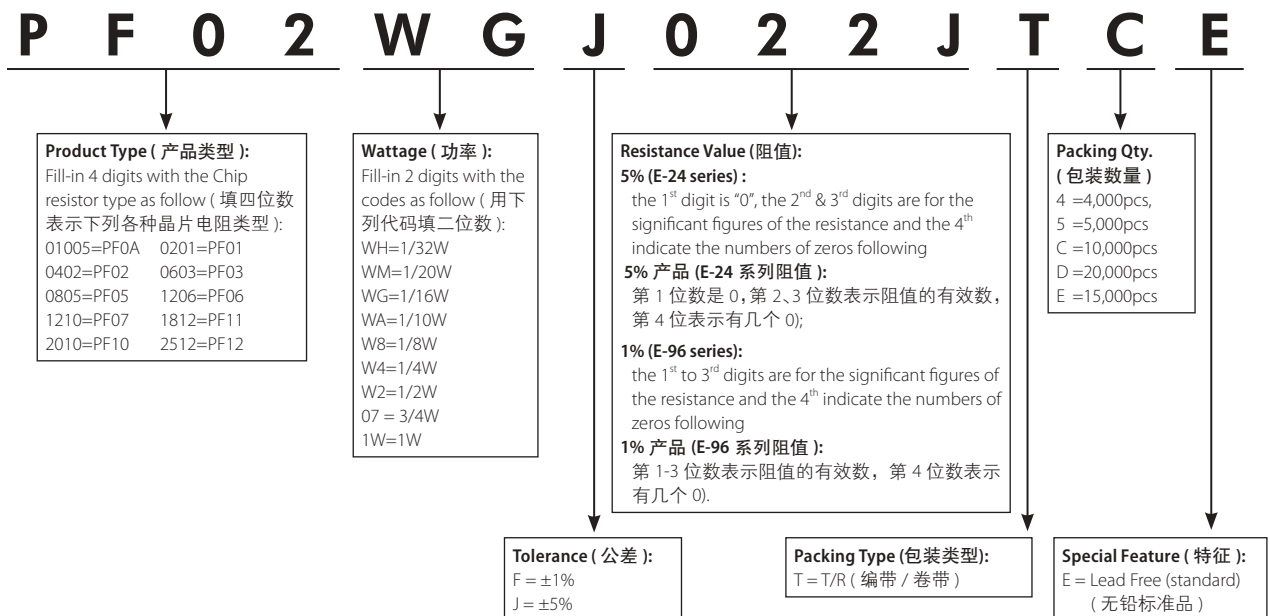 P F 0 2 W G J 0 2 2 J T C E
Product Type ( 产品类型 ):
Fill-in 4 digits with the Chip
resistor type as follow ( 填四位数
表示下列各种晶片电阻类型 ):
01005=PF0A 0201=PF01
0402=PF02 0603=PF03
0805=PF05 1206=PF06
1210=PF07 1812=PF11
2010=PF10 2512=PF12
Wattage ( 功率 ):
Fill-in 2 digits with the
codes as follow ( 用下
列代码填二位数 ):
WH=1/32W
WM=1/20W
WG=1/16W
WA=1/10W
W8=1/8W
W4=1/4W
W2=1/2W
07 = 3/4W
1W=1W
Resistance Value (阻值):
5% (E-24 series) :
the 1st digit is “0”, the 2nd & 3rd digits are for the
significant figures of the resistance and the 4th
indicate the numbers of zeros following
5% 产品 (E-24 系列阻值 ):
第 1 位数是 0，第 2、3 位数表示阻值的有效数，
第 4 位表示有几个 0);
1% (E-96 series):
the 1st to 3rd digits are for the significant figures of
the resistance and the 4th indicate the numbers of
zeros following
1% 产品 (E-96 系列阻值 ):
第 1-3 位数表示阻值的有效数，第 4 位数表示
有几个 0).
Packing Qty.
( 包装数量 )
4 =4,000pcs,
5 =5,000pcs
C =10,000pcs
D =20,000pcs
E =15,000pcs
Tolerance ( 公差 ):
F = ±1%
J = ±5%
Packing Type (包装类型):
T = T/R ( 编带 / 卷带 )
Special Feature ( 特征 ):
E = Lead Free (standard)
( 无铅标准品 )